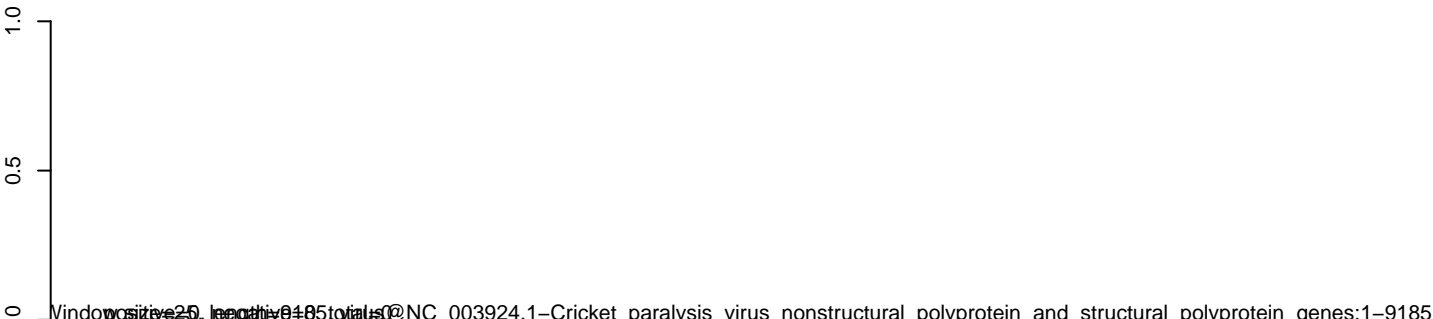 1.0
0.5
0
NC 003924.1−Cricket paralysis virus nonstructural polyprotein and structural polyprotein genes:1−9185